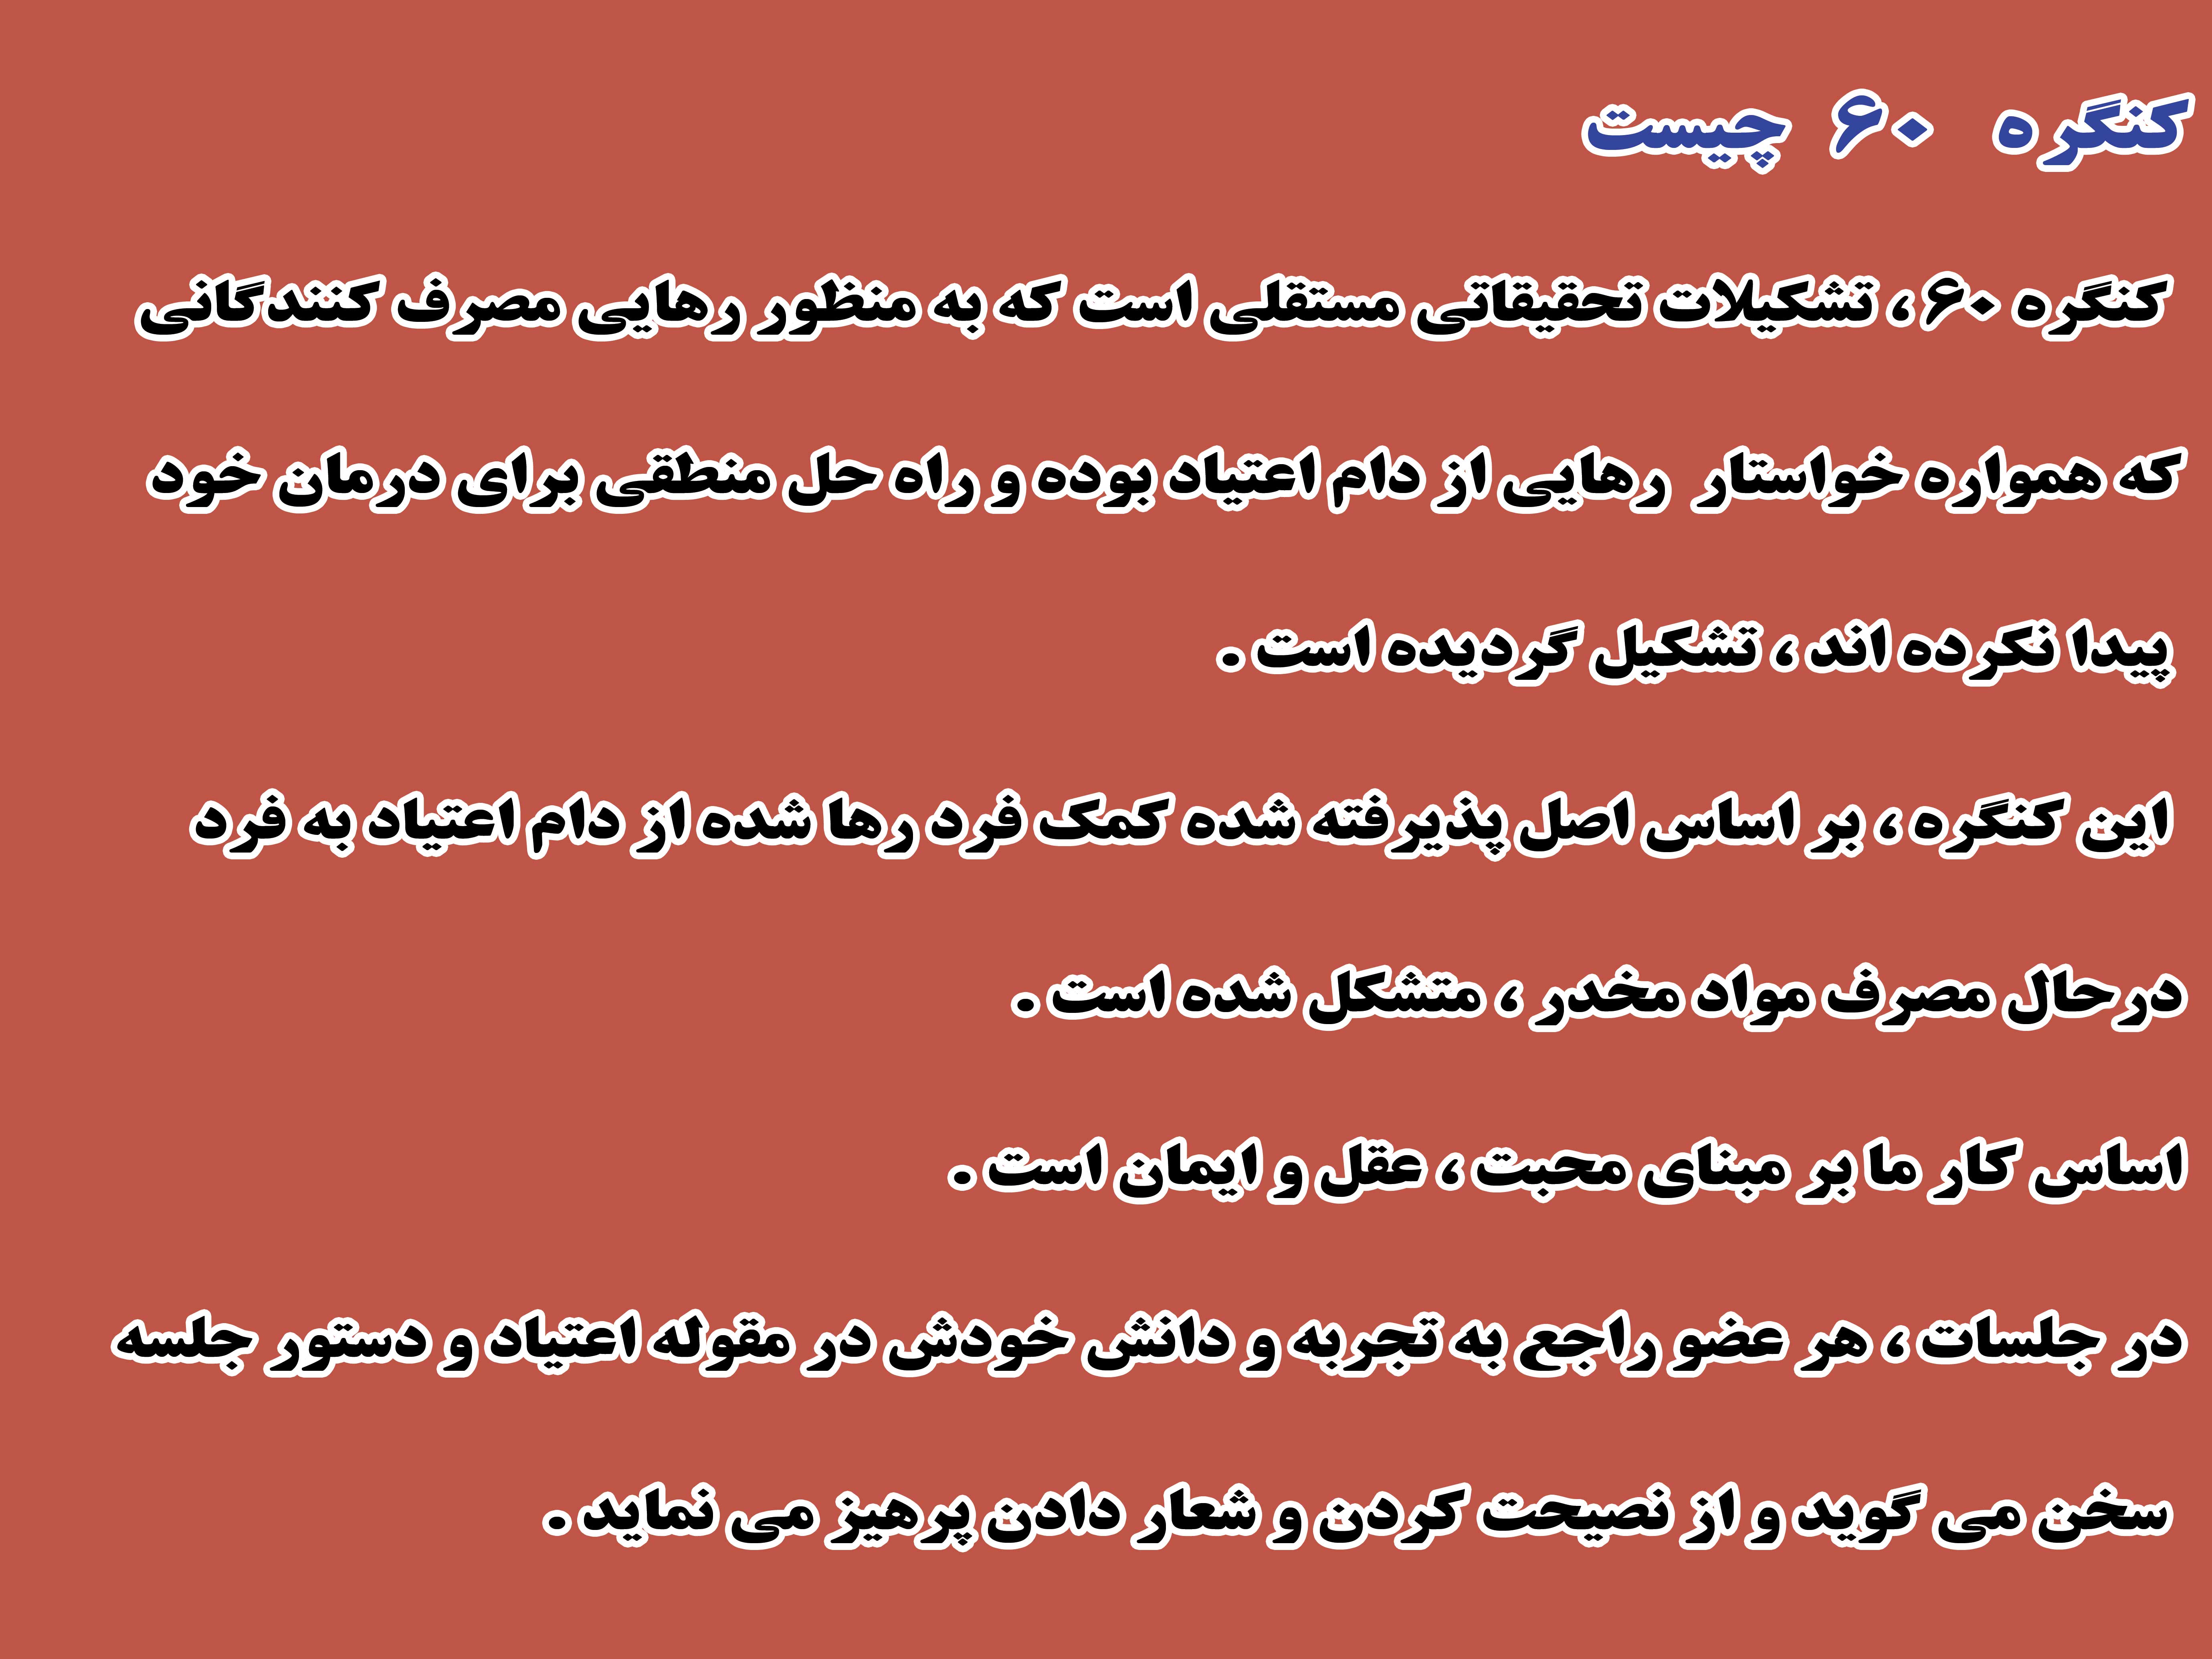 کنگره ۶۰ چیست
کنگره ۶۰ ، تشکیلات تحقیقاتی مستقلی است که به منظور رهایی مصرف کنندگانی
که همواره خواستار رهایی از دام اعتیاد بوده و راه حل منطقی برای درمان خود
پیدا نکرده اند ، تشکیل گردیده است .
این کنگره ، بر اساس اصل پذیرفته شده کمک فرد رها شده از دام اعتیاد به فرد
در حال مصرف مواد مخدر ، متشکل شده است .
اساس کار ما بر مبنای محبت ، عقل و ایمان است .
در جلسات ، هر عضو راجع به تجربه و دانش خودش در مقوله اعتیاد و دستور جلسه
سخن می گوید و از نصیحت کردن و شعار دادن پرهیز می نماید .